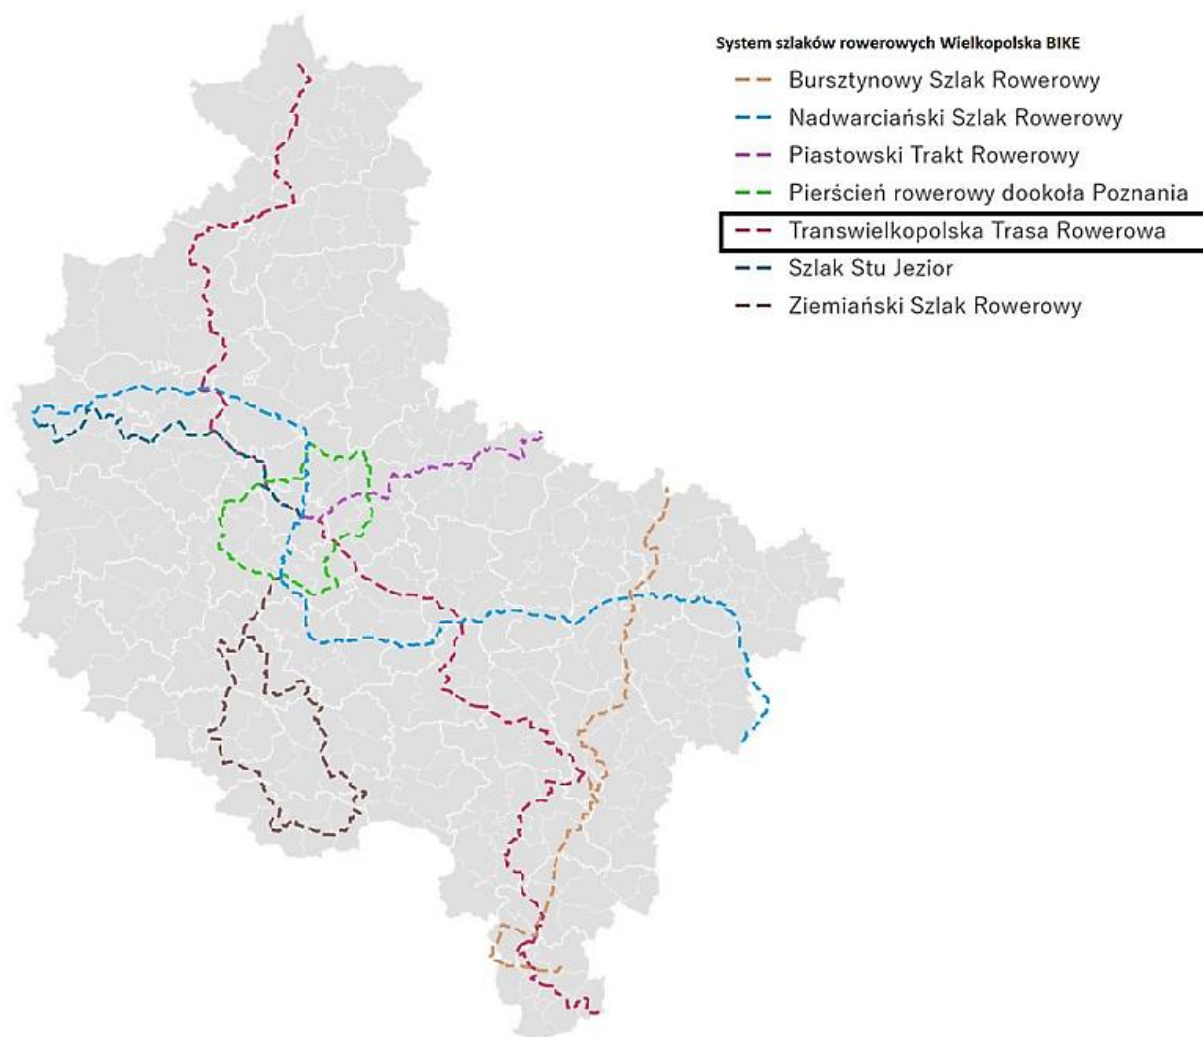 System szlaków rowerowych Wielkopolska BIKE
Bursztynowy Szlak Rowerowy
Nadwarciański Szlak Rowerowy
Piastowski Trakt Rowerowy
Pierścień rowerowy dookoła Poznania
Transwielkopolska Trasa Rowerowa
Szlak Stu Jezior
Ziemiański Szlak Rowerowy